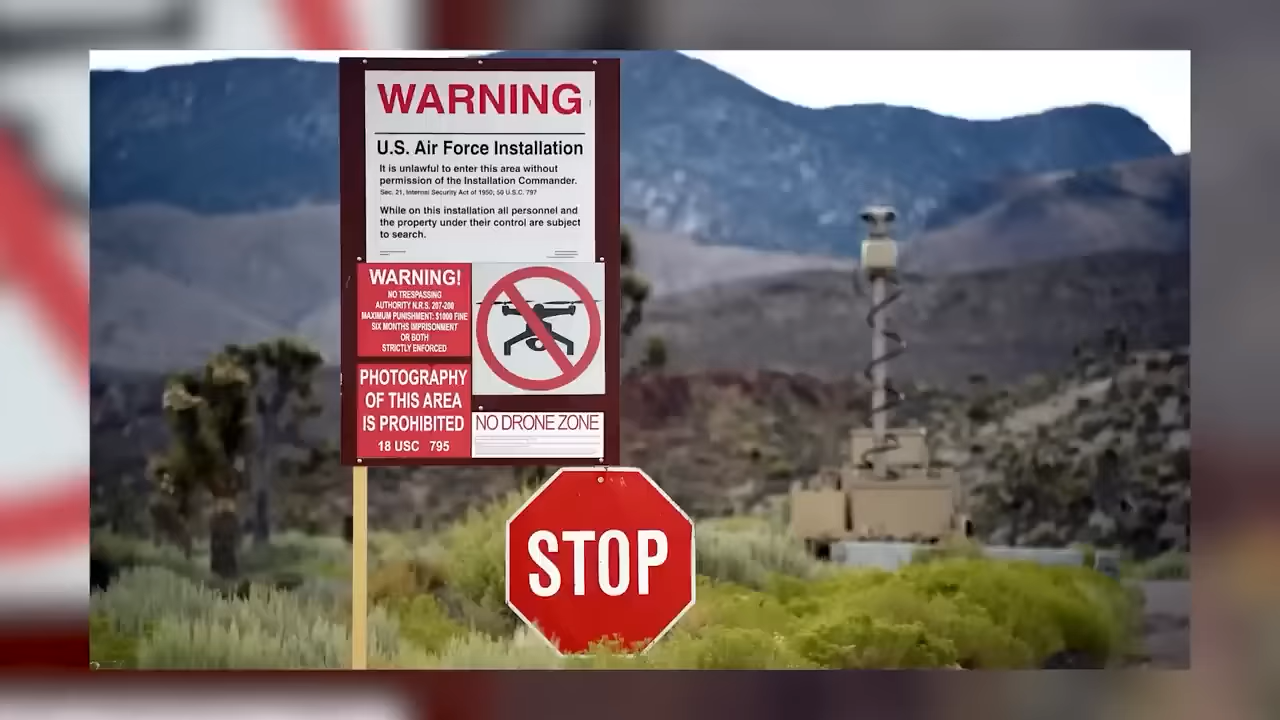 WARNING
U.S. Air Force Installation
It is unlawful to enter this area without
permission of the Installation Commander.
Sec. 21, Internal Security Act of 1950; 50 U.S.C. 797
While on this installation all personnel and
the property under their control are subject
to search.
WARNING!
NO TRESPASSING
AUTHORITY N.R.S. 207-200
MAXIMUM PUNISHMENT: $1000 FINE
SIX MONTHS IMPRISONMENT
OR BOTH
STRICTLY ENFORCED
PHOTOGRAPHY
OF THIS AREA
IS PROHIBITED
18 USC 795
NO DRONE ZONE
STOP